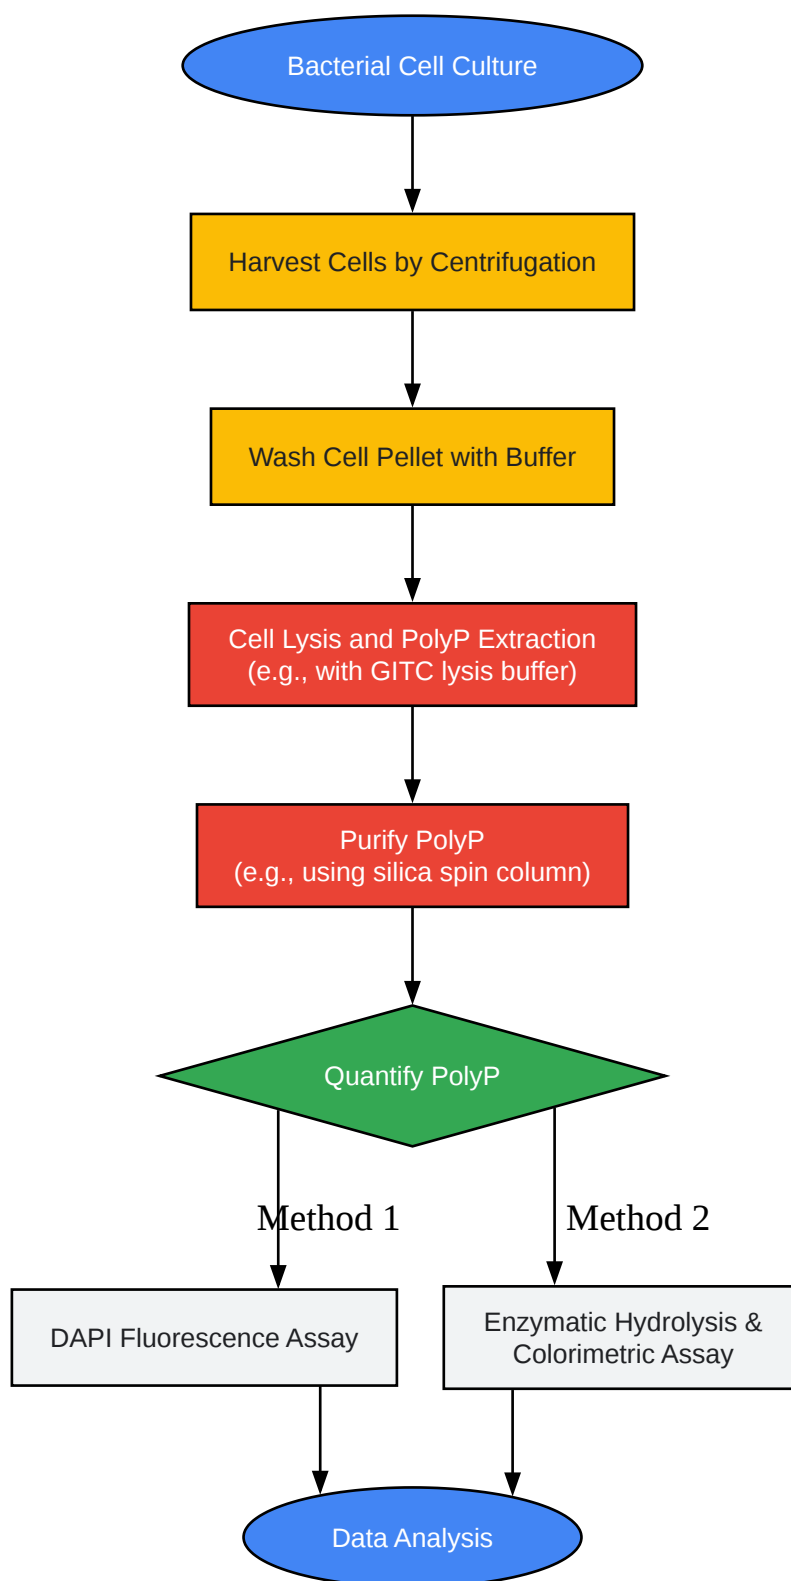 Bacterial Cell Culture
Harvest Cells by Centrifugation
Wash Cell Pellet with Buffer
Cell Lysis and PolyP Extraction
(e.g., with GITC lysis buffer)
Purify PolyP
(e.g., using silica spin column)
Quantify PolyP
Method 1
Method 2
DAPI Fluorescence Assay
Enzymatic Hydrolysis &
Colorimetric Assay
Data Analysis